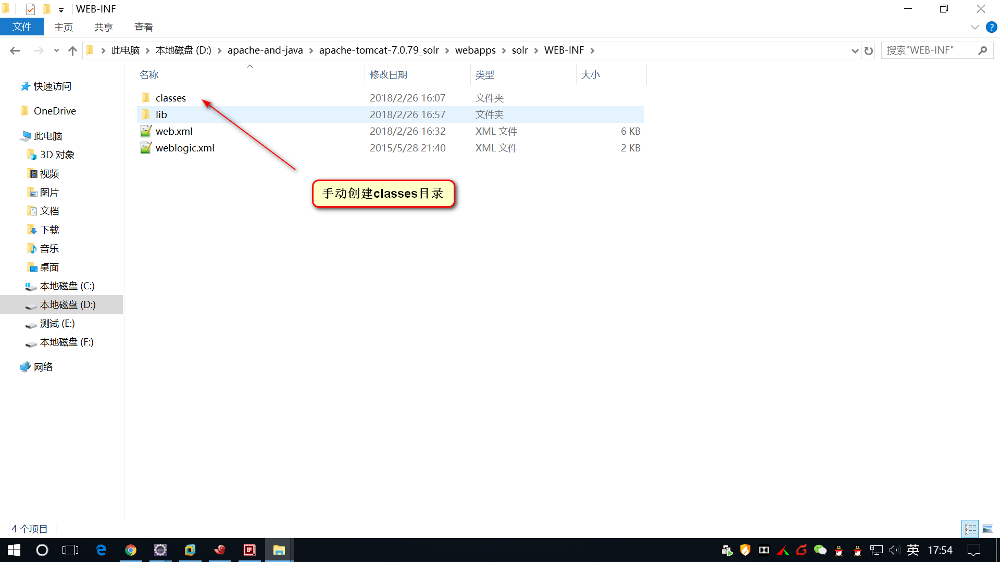 WEB-INF
文件 主页 共享 查看
此电脑 本地磁盘 (D:) apache-and-java apache-tomcat-7.0.79_solr webapps solr WEB-INF
搜索"WEB-INF"
名称 修改日期 类型 大小
classes 2018/2/26 16:07 文件夹
lib 2018/2/26 16:57 文件夹
web.xml 2018/2/26 16:32 XML 文件 6 KB
weblogic.xml 2015/5/28 21:40 XML 文件 2 KB
手动创建classes目录
快速访问
OneDrive
此电脑
3D 对象
视频
图片
文档
下载
音乐
桌面
本地磁盘 (C:)
本地磁盘 (D:)
测试 (E:)
本地磁盘 (F:)
网络
4 个项目
英 17:54